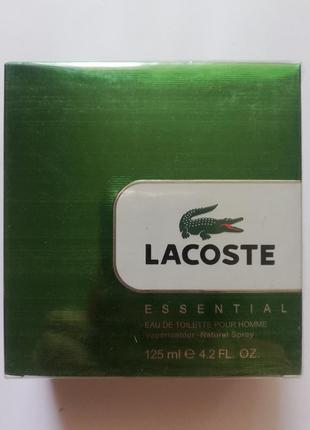 LACOSTE
ESSENTIAL
EAU DE TOILETTE POUR HOMME
Vaporisateur - Natural Spray
125 ml ℮ 4.2 FL. OZ.